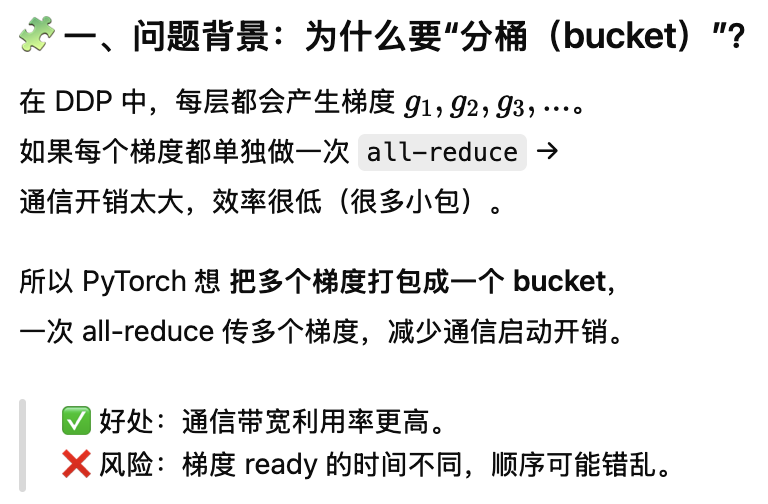 🧩 一、问题背景：为什么要“分桶（bucket）”？
在 DDP 中，每层都会产生梯度 g₁, g₂, g₃, …。
如果每个梯度都单独做一次 all-reduce →
通信开销太大，效率很低（很多小包）。
所以 PyTorch 想 把多个梯度打包成一个 bucket，
一次 all-reduce 传多个梯度，减少通信启动开销。
✅ 好处：通信带宽利用率更高。
❌ 风险：梯度 ready 的时间不同，顺序可能错乱。